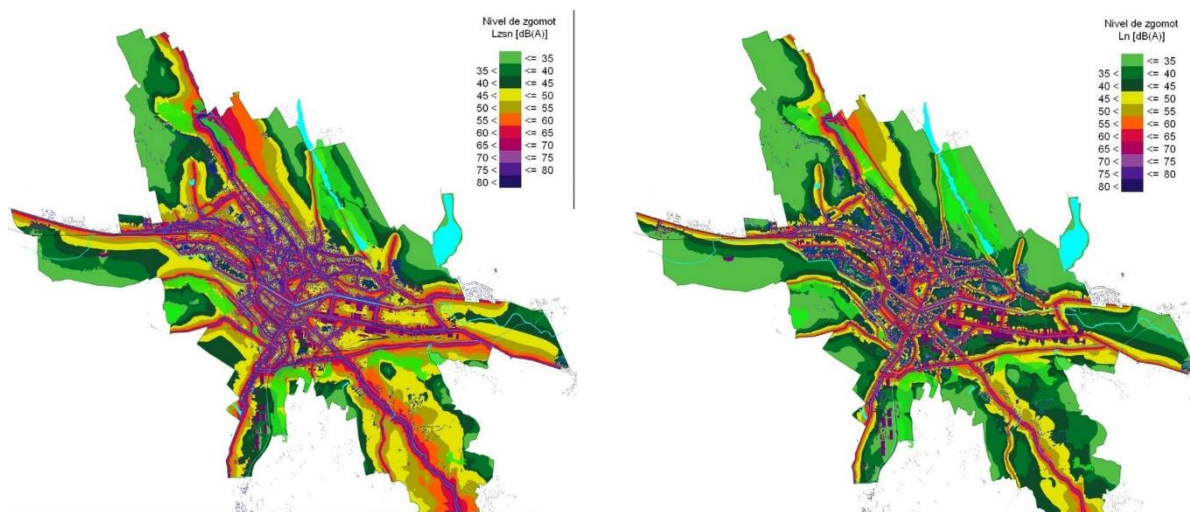 Nivel de zgomot
Lzsn [dB(A)]
<= 35
35 < <= 40
40 < <= 45
45 < <= 50
50 < <= 55
55 < <= 60
60 < <= 65
65 < <= 70
70 < <= 75
75 < <= 80
80 <
Nivel de zgomot
Ln [dB(A)]
<= 35
35 < <= 40
40 < <= 45
45 < <= 50
50 < <= 55
55 < <= 60
60 < <= 65
65 < <= 70
70 < <= 75
75 < <= 80
80 <